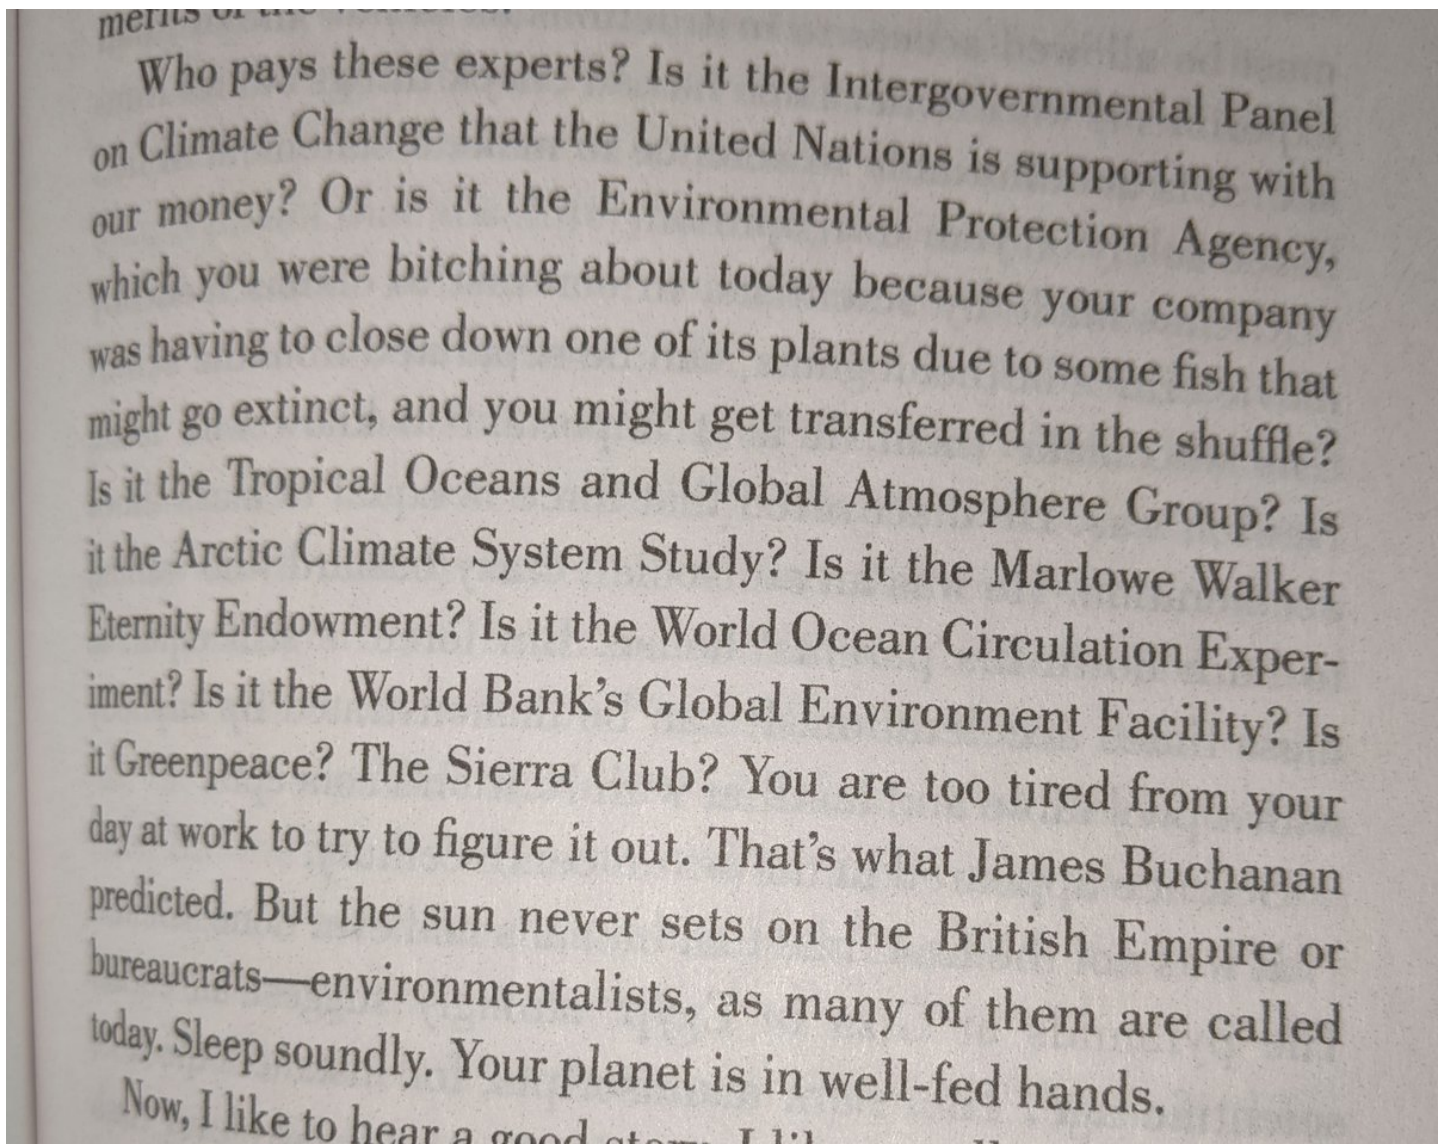 merits of the
Who pays these experts? Is it the Intergovernmental Panel
on Climate Change that the United Nations is supporting with
our money? Or is it the Environmental Protection Agency,
which you were bitching about today because your company
was having to close down one of its plants due to some fish that
might go extinct, and you might get transferred in the shuffle?
Is it the Tropical Oceans and Global Atmosphere Group? Is
it the Arctic Climate System Study? Is it the Marlowe Walker
Eternity Endowment? Is it the World Ocean Circulation Exper-
iment? Is it the World Bank’s Global Environment Facility? Is
it Greenpeace? The Sierra Club? You are too tired from your
day at work to try to figure it out. That’s what James Buchanan
predicted. But the sun never sets on the British Empire or
bureaucrats—environmentalists, as many of them are called
today. Sleep soundly. Your planet is in well-fed hands.
Now, I like to hear a good story. I